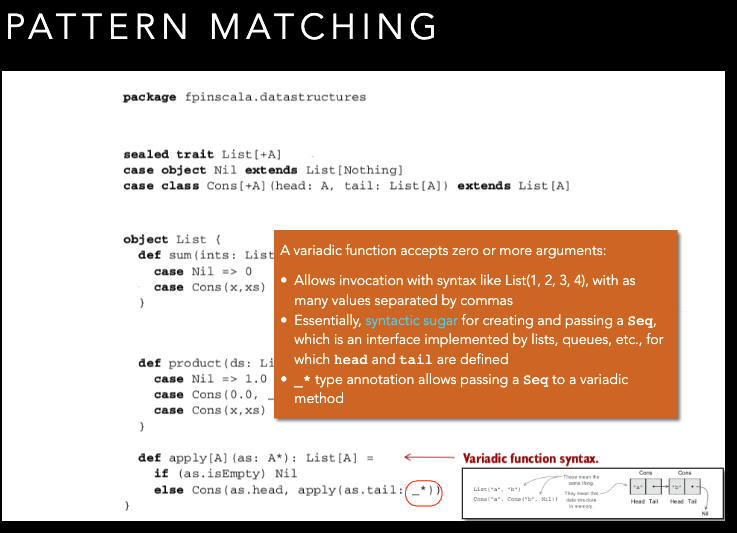 PATTERN MATCHING
package fpinscala.datastructures
sealed trait List[+A]
case object Nil extends List[Nothing]
case class Cons[+A](head: A, tail: List[A]) extends List[A]
object List {
def sum(ints: List
case Nil => 0
case Cons(x,xs)
}
def product(ds: Li
case Nil => 1.0
case Cons(0.0, _
case Cons(x,xs)
}
def apply[A](as: A*): List[A] =
if (as.isEmpty) Nil
else Cons(as.head, apply(as.tail: _*))
}
A variadic function accepts zero or more arguments:
• Allows invocation with syntax like List(1, 2, 3, 4), with as
many values separated by commas
• Essentially, syntactic sugar for creating and passing a Seq,
which is an interface implemented by lists, queues, etc., for
which head and tail are defined
• _* type annotation allows passing a Seq to a variadic
method
Variadic function syntax.
List("a", "b")
Cons("a", Cons("b", Nil))
These mean the
same thing.
They mean this
data structure
in memory.
Cons Cons
"a" "b"
Head Tail Head Tail
Nil